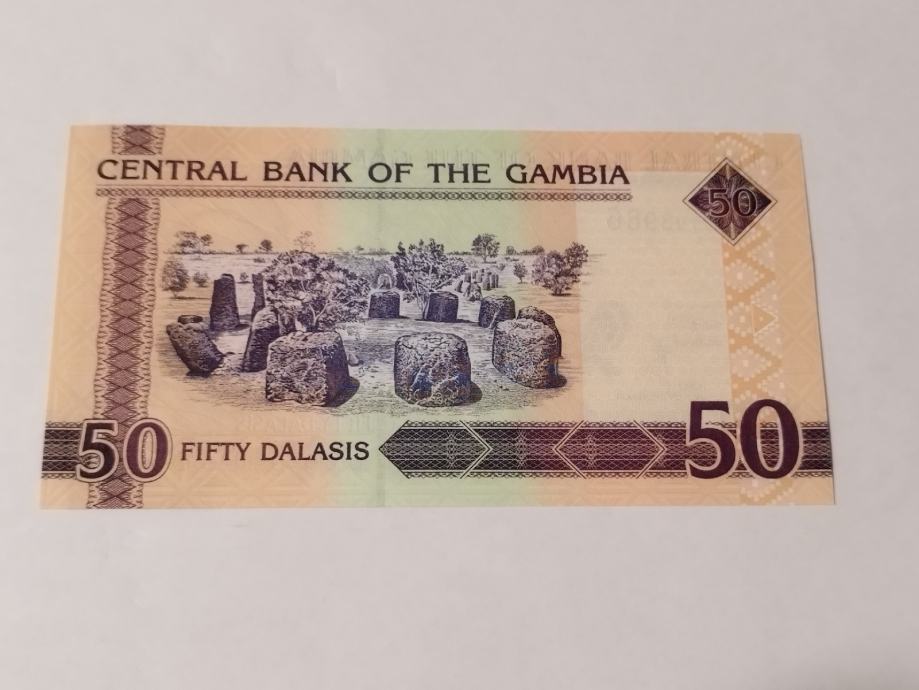 CENTRAL BANK OF THE GAMBIA
50
50 FIFTY DALASIS 50